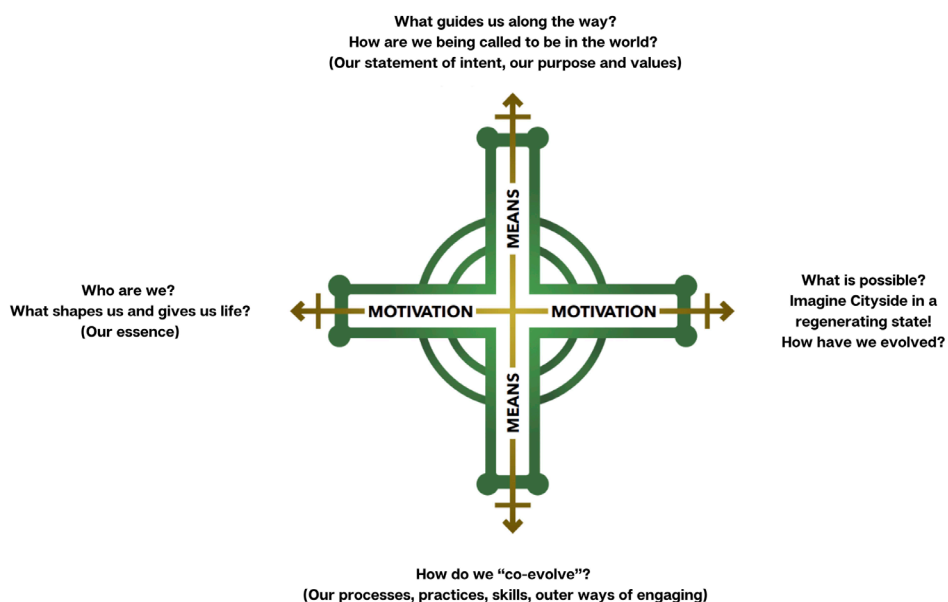 What guides us along the way?
How are we being called to be in the world?
(Our statement of intent, our purpose and values)
MEANS
Who are we?
What shapes us and gives us life?
(Our essence)
MOTIVATION
MOTIVATION
What is possible?
Imagine Cityside in a
regenerating state!
How have we evolved?
MEANS
How do we “co-evolve”?
(Our processes, practices, skills, outer ways of engaging)